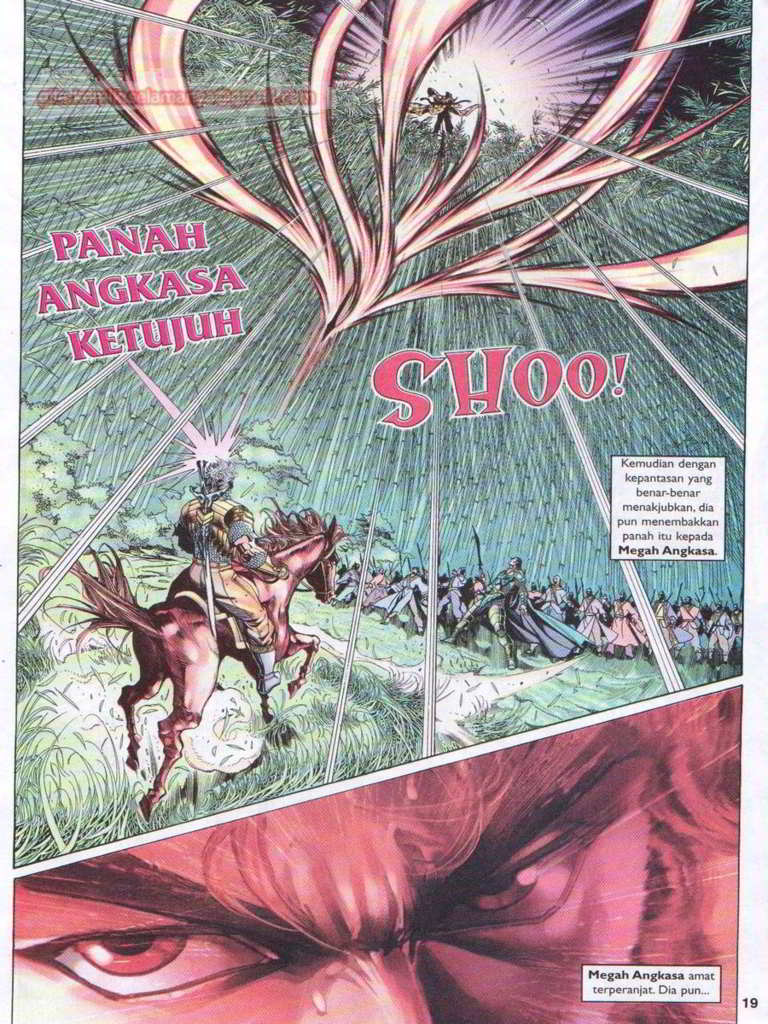 PANAH
ANGKASA
KETUJUH
SHOO!
Kemudian dengan
kepantasan yang
benar-benar
menakjubkan, dia
pun menembakkan
panah itu kepada
Megah Angkasa.
Megah Angkasa amat
terperanjat. Dia pun...
19